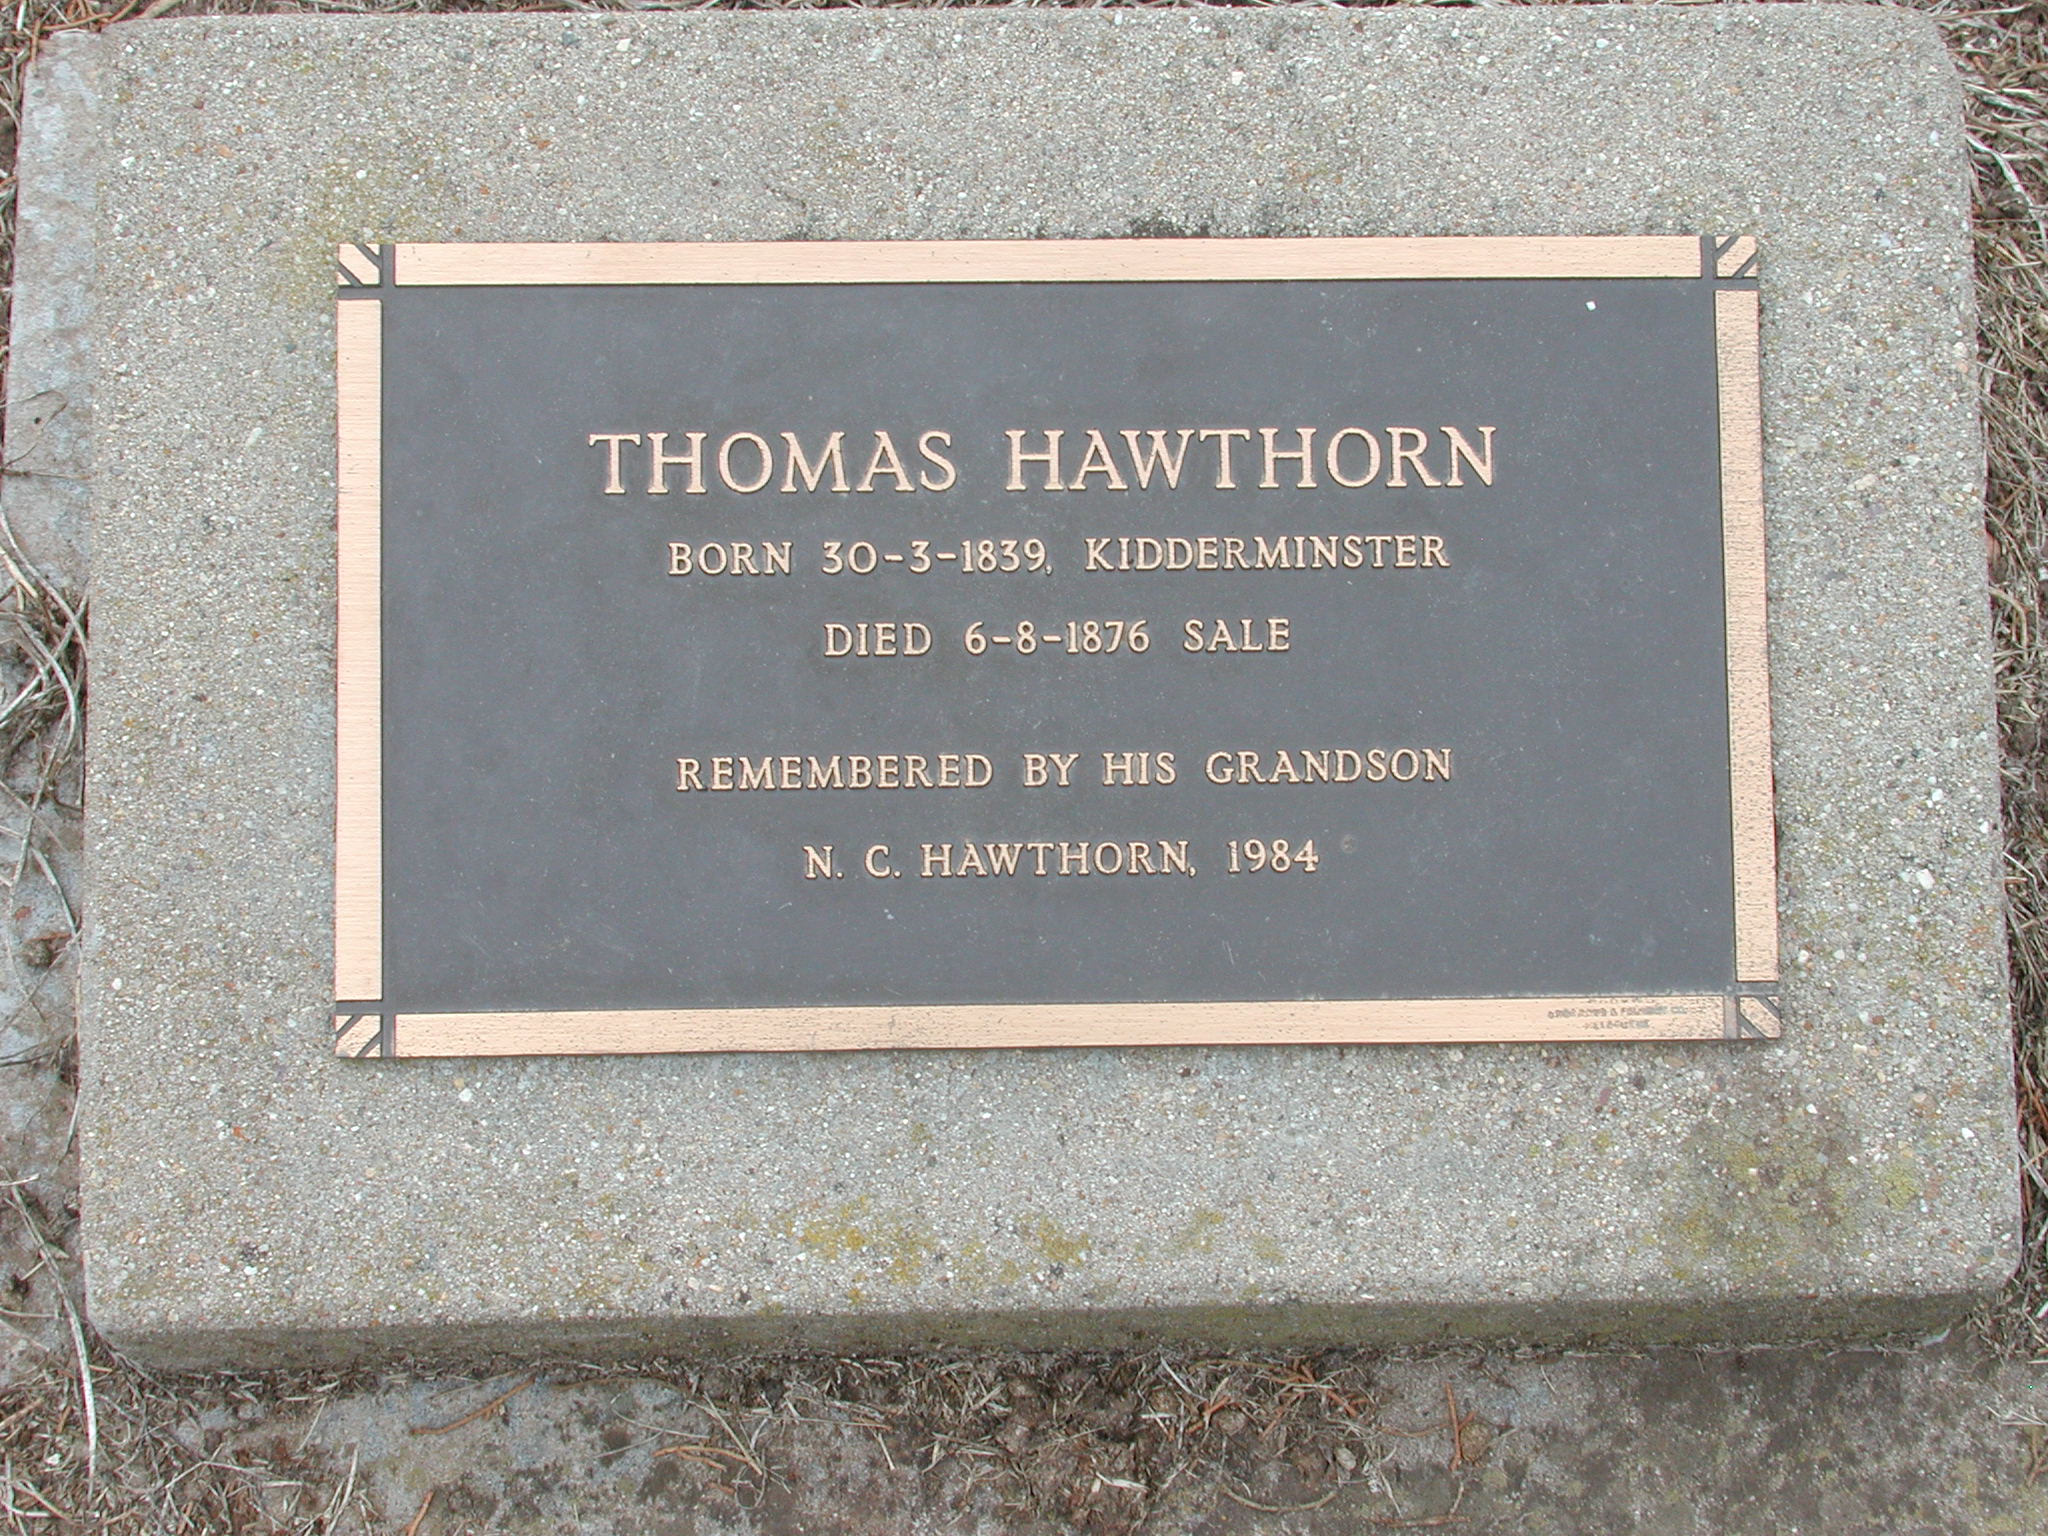 THOMAS HAWTHORN
BORN 30-3-1839, KIDDERMINSTER
DIED 6-8-1876 SALE
REMEMBERED BY HIS GRANDSON
N. C. HAWTHORN, 1984